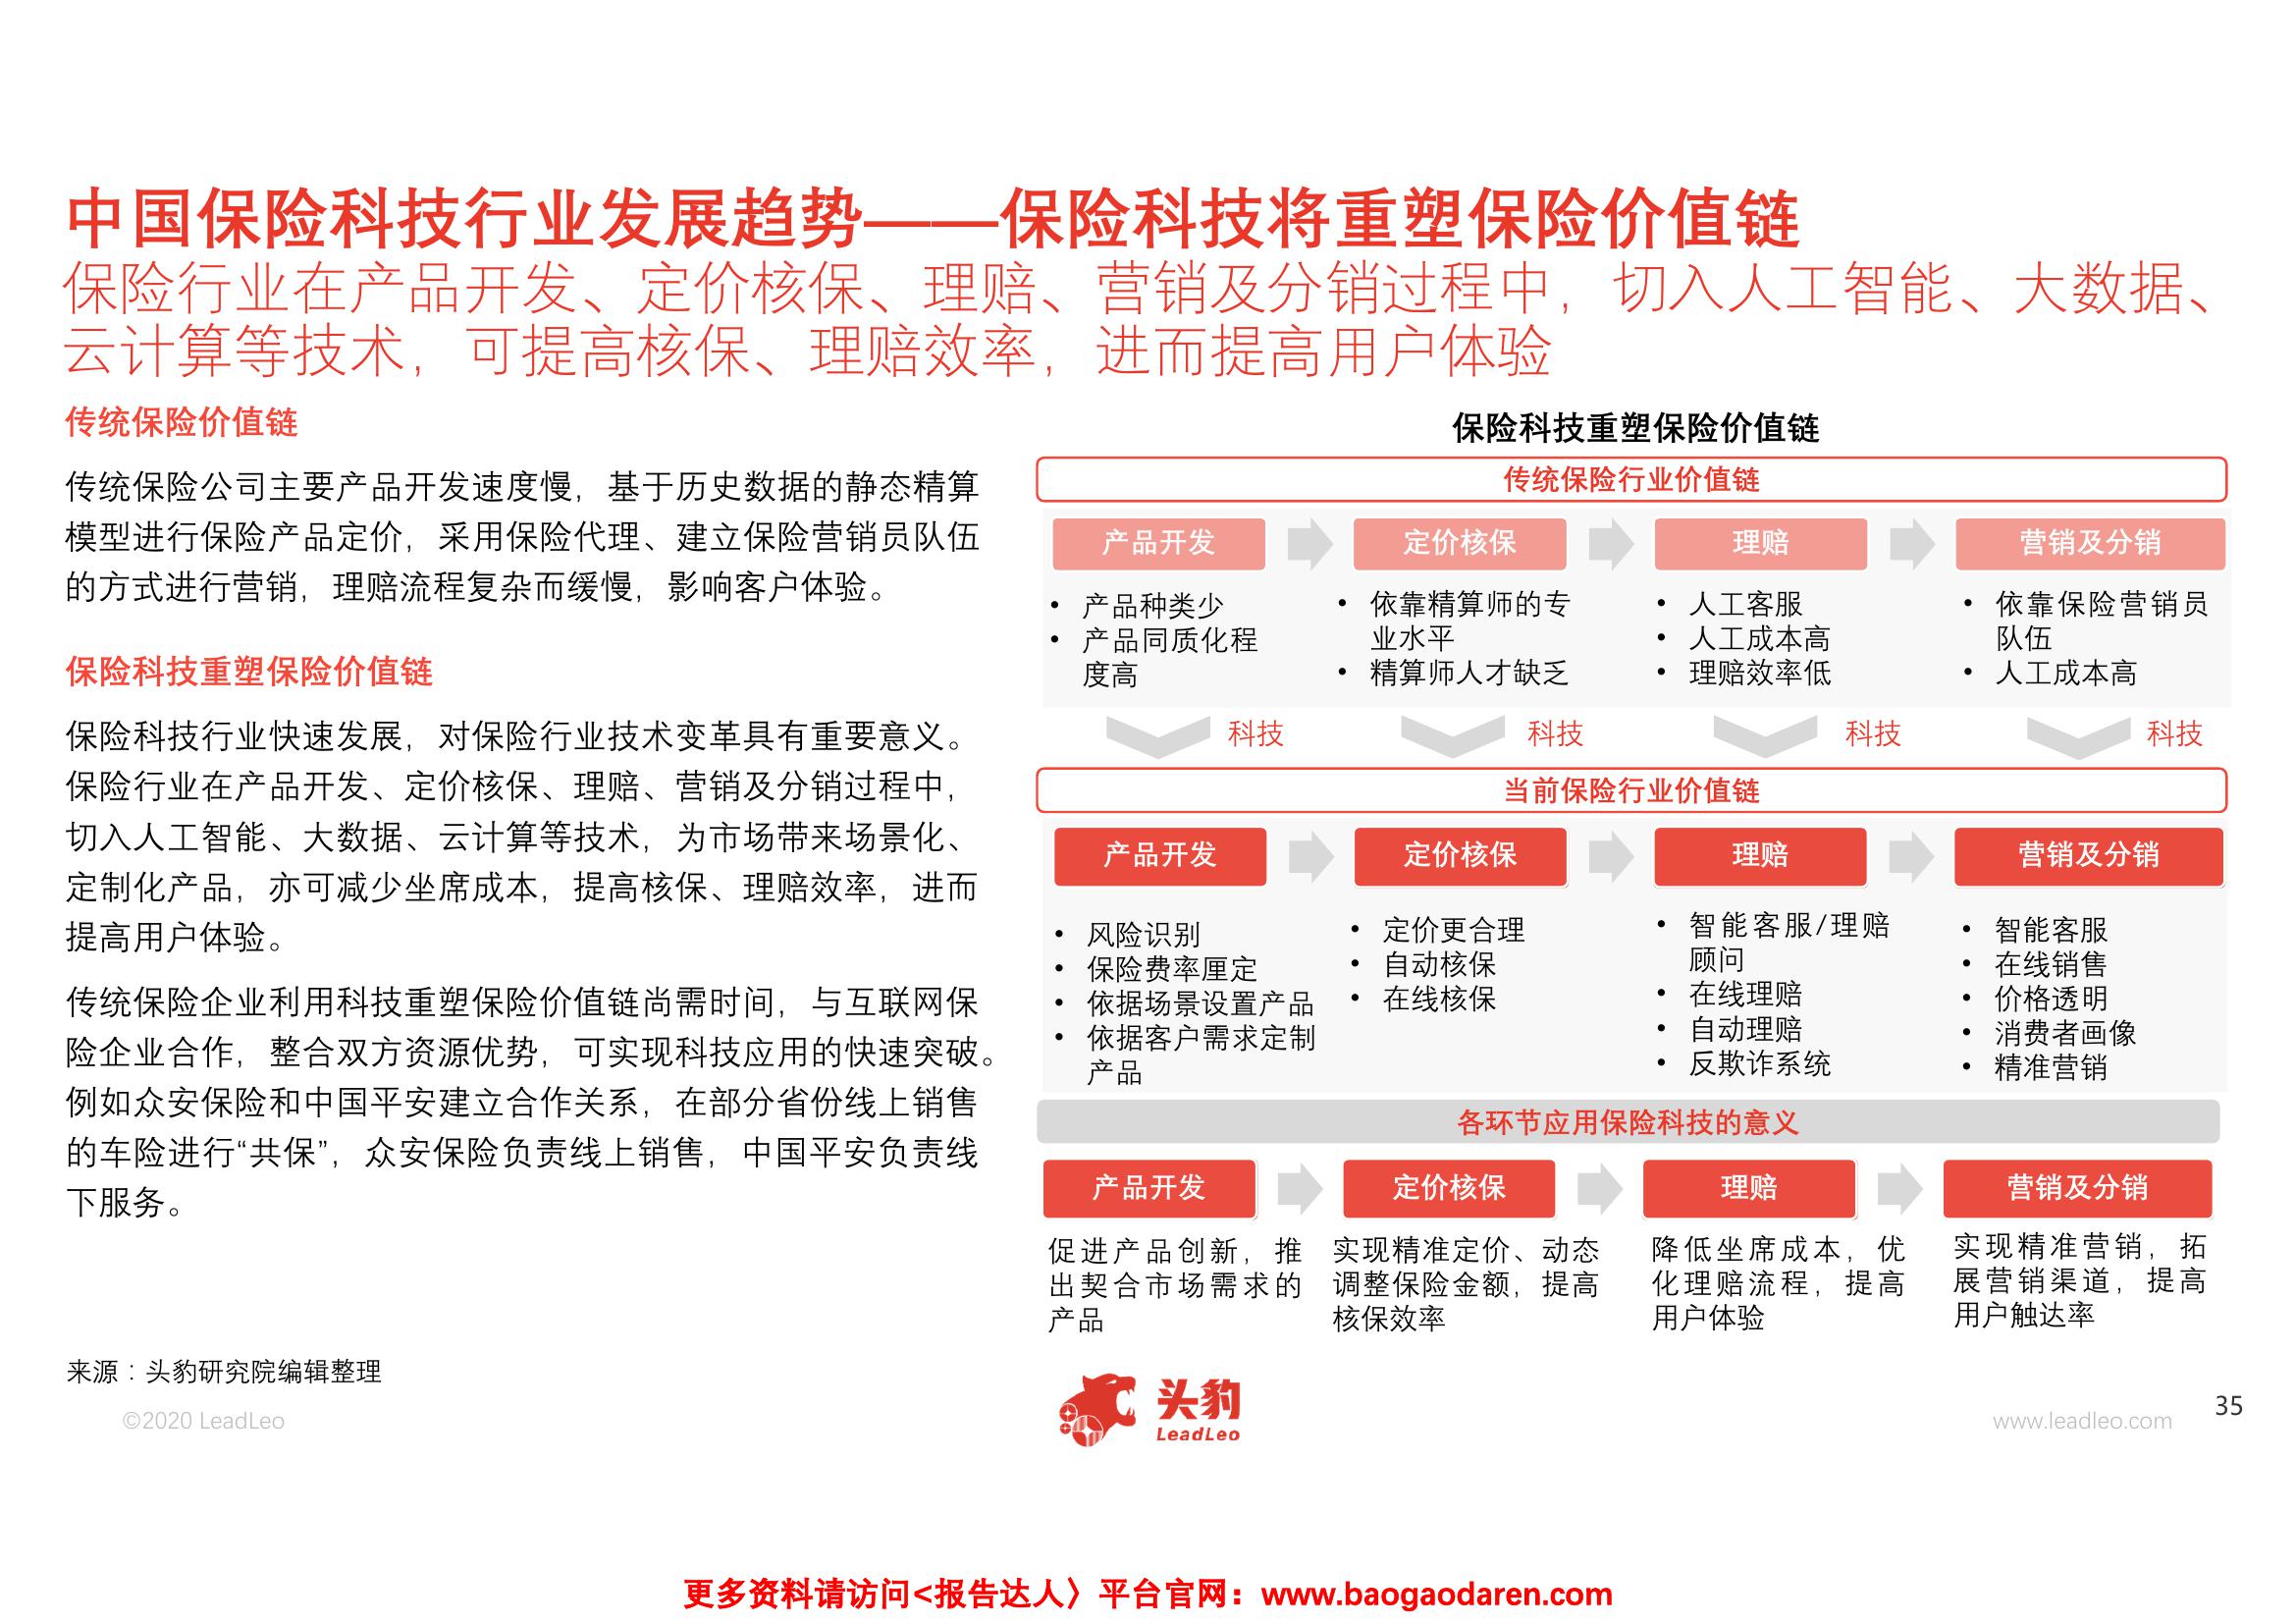 中国保险科技行业发展趋势——保险科技将重塑保险价值链
保险行业在产品开发、定价核保、理赔、营销及分销过程中，切入人工智能、大数据、
云计算等技术，可提高核保、理赔效率，进而提高用户体验
传统保险价值链
传统保险公司主要产品开发速度慢，基于历史数据的静态精算
模型进行保险产品定价，采用保险代理、建立保险营销员队伍
的方式进行营销，理赔流程复杂而缓慢，影响客户体验。
保险科技重塑保险价值链
保险科技行业快速发展，对保险行业技术变革具有重要意义。
保险行业在产品开发、定价核保、理赔、营销及分销过程中，
切入人工智能、大数据、云计算等技术，为市场带来场景化、
定制化产品，亦可减少坐席成本，提高核保、理赔效率，进而
提高用户体验。
传统保险企业利用科技重塑保险价值链尚需时间，与互联网保
险企业合作，整合双方资源优势，可实现科技应用的快速突破。
例如众安保险和中国平安建立合作关系，在部分省份线上销售
的车险进行“共保”，众安保险负责线上销售，中国平安负责线
下服务。
保险科技重塑保险价值链
传统保险行业价值链
产品开发
定价核保
理赔
营销及分销
• 产品种类少
• 产品同质化程
度高
• 依靠精算师的专
业水平
• 精算师人才缺乏
• 人工客服
• 人工成本高
• 理赔效率低
• 依靠保险营销员
队伍
• 人工成本高
科技
科技
科技
科技
当前保险行业价值链
产品开发
定价核保
理赔
营销及分销
• 风险识别
• 保险费率厘定
• 依据场景设置产品
• 依据客户需求定制
产品
• 定价更合理
• 自动核保
• 在线核保
• 智能客服/理赔
顾问
• 在线理赔
• 自动理赔
• 反欺诈系统
• 智能客服
• 在线销售
• 价格透明
• 消费者画像
• 精准营销
各环节应用保险科技的意义
产品开发
定价核保
理赔
营销及分销
促进产品创新，推
出契合市场需求的
产品
实现精准定价、动态
调整保险金额，提高
核保效率
降低坐席成本，优
化理赔流程，提高
用户体验
实现精准营销，拓
展营销渠道，提高
用户触达率
来源：头豹研究院编辑整理
©2020 LeadLeo
头豹
LeadLeo
www.leadleo.com
35
更多资料请访问<报告达人〉平台官网：www.baogaodaren.com